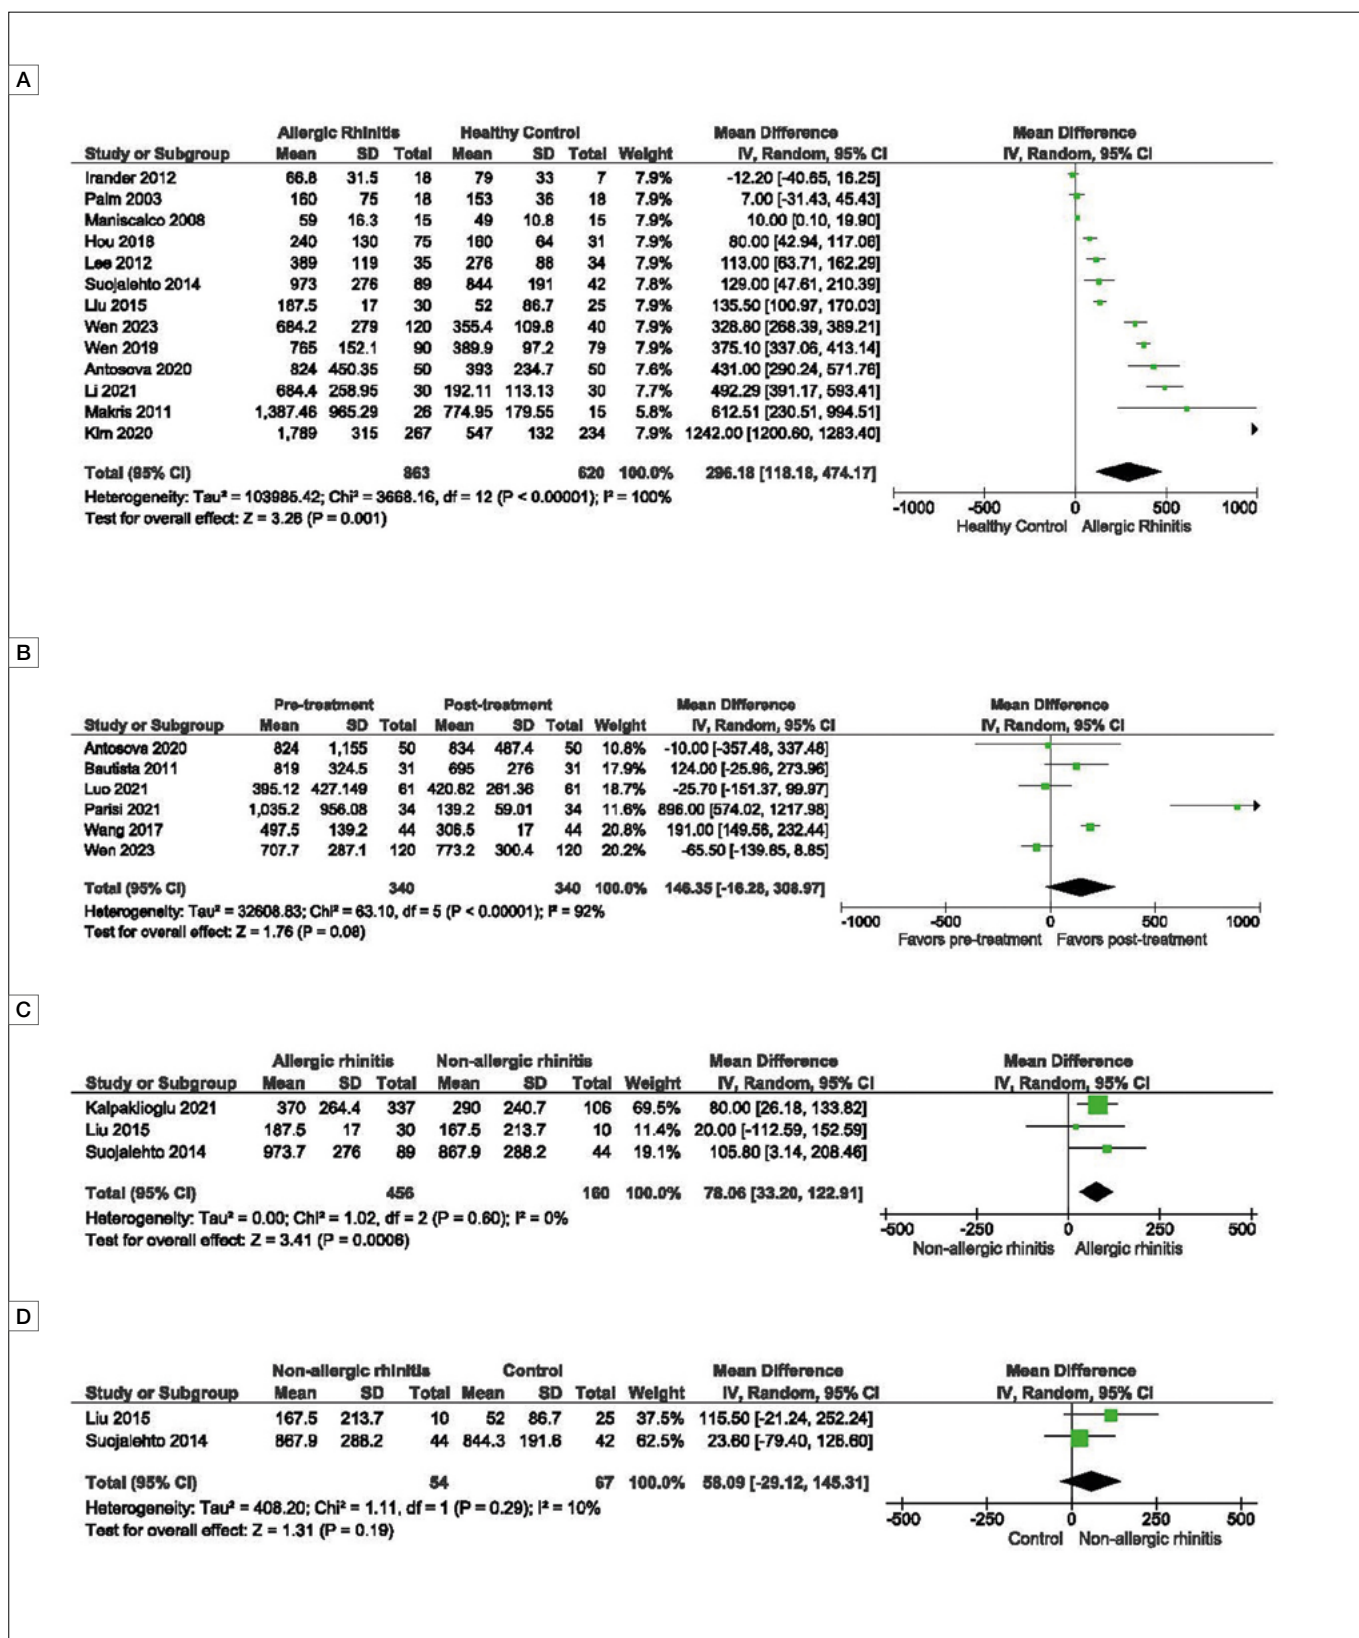 A
Allergic Rhinitis Healthy Control Mean Difference Mean Difference
Study or Subgroup Mean SD Total Mean SD Total Weight IV, Random, 95% CI IV, Random, 95% CI
Irander 2012 66.8 31.5 18 79 33 7 7.9% -12.20 [-40.65, 16.25]
Palm 2003 160 75 18 153 36 18 7.9% 7.00 [-31.43, 45.43]
Maniscalco 2008 59 16.3 15 49 10.8 15 7.9% 10.00 [0.10, 19.90]
Hou 2018 240 130 75 160 64 31 7.9% 80.00 [42.94, 117.06]
Lee 2012 389 119 35 276 88 34 7.9% 113.00 [63.71, 162.29]
Suojalehto 2014 973 276 89 844 191 42 7.8% 129.00 [47.61, 210.39]
Liu 2015 187.5 17 30 52 86.7 25 7.9% 135.50 [100.97, 170.03]
Wen 2023 684.2 279 120 355.4 109.8 40 7.9% 328.80 [268.39, 389.21]
Wen 2019 765 152.1 90 389.9 97.2 79 7.9% 375.10 [337.06, 413.14]
Antosova 2020 824 450.35 50 393 234.7 50 7.6% 431.00 [290.24, 571.76]
Li 2021 684.4 258.95 30 192.11 113.13 30 7.7% 492.29 [391.17, 593.41]
Makris 2011 1,387.46 965.29 26 774.95 179.55 15 5.8% 612.51 [230.51, 994.51]
Kim 2020 1,789 315 267 547 132 234 7.9% 1242.00 [1200.60, 1283.40]
Total (95% CI) 863 620 100.0% 296.18 [118.18, 474.17]
Heterogeneity: Tau² = 103985.42; Chi² = 3668.16, df = 12 (P < 0.00001); I² = 100%
Test for overall effect: Z = 3.26 (P = 0.001)
-1000 -500 0 500 1000
Healthy Control Allergic Rhinitis
B
Pre-treatment Post-treatment Mean Difference Mean Difference
Study or Subgroup Mean SD Total Mean SD Total Weight IV, Random, 95% CI IV, Random, 95% CI
Antosova 2020 824 1,155 50 834 487.4 50 10.8% -10.00 [-357.48, 337.48]
Bautista 2011 819 324.5 31 695 276 31 17.9% 124.00 [-25.96, 273.96]
Luo 2021 395.12 427.149 61 420.82 261.36 61 18.7% -25.70 [-151.37, 99.97]
Parisi 2021 1,035.2 956.08 34 139.2 59.01 34 11.6% 896.00 [574.02, 1217.98]
Wang 2017 497.5 139.2 44 306.5 17 44 20.8% 191.00 [149.56, 232.44]
Wen 2023 707.7 287.1 120 773.2 300.4 120 20.2% -65.50 [-139.85, 8.85]
Total (95% CI) 340 340 100.0% 146.35 [-16.28, 308.97]
Heterogeneity: Tau² = 32608.83; Chi² = 63.10, df = 5 (P < 0.00001); I² = 92%
Test for overall effect: Z = 1.76 (P = 0.08)
-1000 -500 0 500 1000
Favors pre-treatment Favors post-treatment
C
Allergic rhinitis Non-allergic rhinitis Mean Difference Mean Difference
Study or Subgroup Mean SD Total Mean SD Total Weight IV, Random, 95% CI IV, Random, 95% CI
Kalpaklioglu 2021 370 264.4 337 290 240.7 106 69.5% 80.00 [26.18, 133.82]
Liu 2015 187.5 17 30 167.5 213.7 10 11.4% 20.00 [-112.59, 152.59]
Suojalehto 2014 973.7 276 89 867.9 288.2 44 19.1% 105.80 [3.14, 208.46]
Total (95% CI) 456 160 100.0% 78.06 [33.20, 122.91]
Heterogeneity: Tau² = 0.00; Chi² = 1.02, df = 2 (P = 0.60); I² = 0%
Test for overall effect: Z = 3.41 (P = 0.0006)
-500 -250 0 250 500
Non-allergic rhinitis Allergic rhinitis
D
Non-allergic rhinitis Control Mean Difference Mean Difference
Study or Subgroup Mean SD Total Mean SD Total Weight IV, Random, 95% CI IV, Random, 95% CI
Liu 2015 167.5 213.7 10 52 86.7 25 37.5% 115.50 [-21.24, 252.24]
Suojalehto 2014 867.9 288.2 44 844.3 191.6 42 62.5% 23.60 [-79.40, 126.60]
Total (95% CI) 54 67 100.0% 58.09 [-29.12, 145.31]
Heterogeneity: Tau² = 408.20; Chi² = 1.11, df = 1 (P = 0.29); I² = 10%
Test for overall effect: Z = 1.31 (P = 0.19)
-500 -250 0 250 500
Control Non-allergic rhinitis